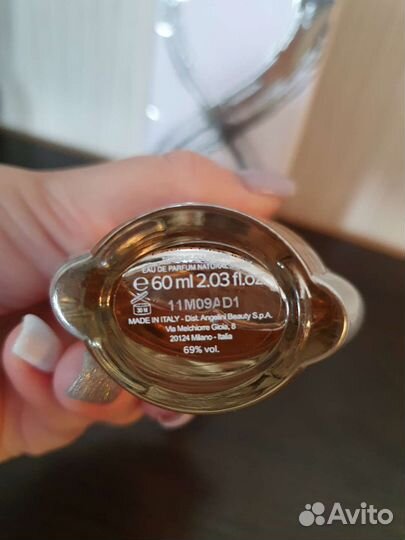 EAU DE PARFUM NATURAL
e 60 ml 2.03 fl.oz
30 M
11M09AD1
MADE IN ITALY - Dist. Angelini Beauty S.p.A.
Via Melchiorre Gioia, 8
20124 Milano - Italia
69% vol.
Avito